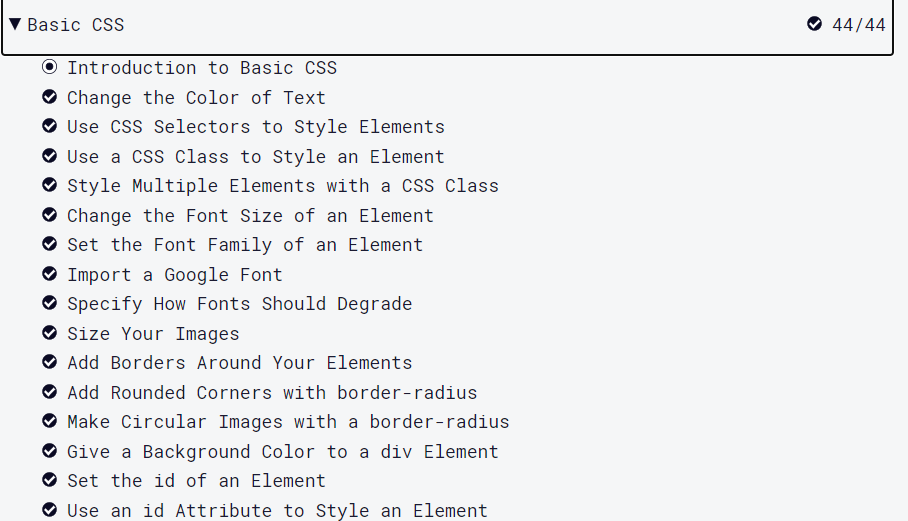 Basic CSS 44/44
Introduction to Basic CSS
Change the Color of Text
Use CSS Selectors to Style Elements
Use a CSS Class to Style an Element
Style Multiple Elements with a CSS Class
Change the Font Size of an Element
Set the Font Family of an Element
Import a Google Font
Specify How Fonts Should Degrade
Size Your Images
Add Borders Around Your Elements
Add Rounded Corners with border-radius
Make Circular Images with a border-radius
Give a Background Color to a div Element
Set the id of an Element
Use an id Attribute to Style an Element